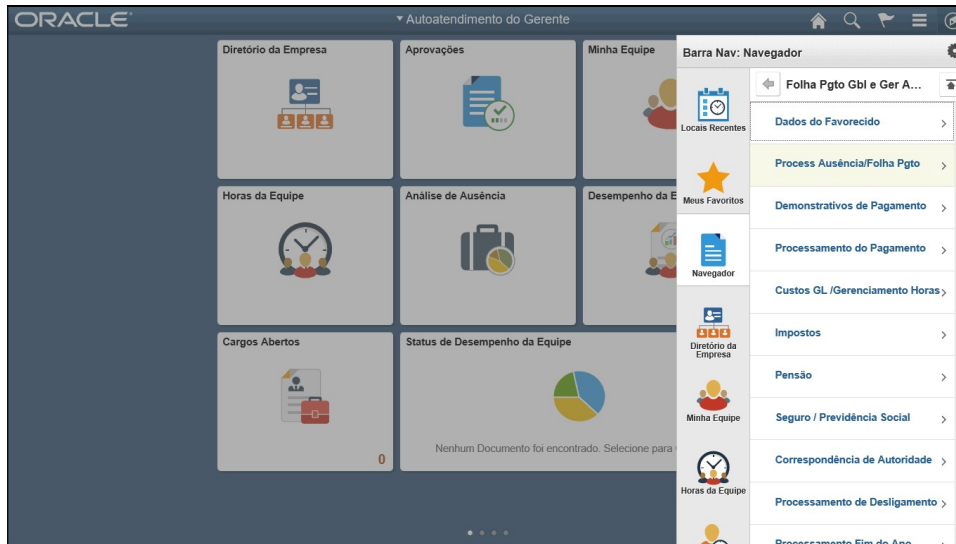 ORACLE
Autoatendimento do Gerente
Diretório da Empresa
Aprovações
Minha Equipe
Horas da Equipe
Análise de Ausência
Desempenho da E
Cargos Abertos
0
Status de Desempenho da Equipe
Nenhum Documento foi encontrado. Selecione para
Barra Nav: Navegador
Locais Recentes
Meus Favoritos
Navegador
Diretório da
Empresa
Minha Equipe
Horas da Equipe
Folha Pgto Gbl e Ger A...
Dados do Favorecido
Process Ausência/Folha Pgto
Demonstrativos de Pagamento
Processamento do Pagamento
Custos GL /Gerenciamento Horas
Impostos
Pensão
Seguro / Previdência Social
Correspondência de Autoridade
Processamento de Desligamento
Processamento Fim do Ano